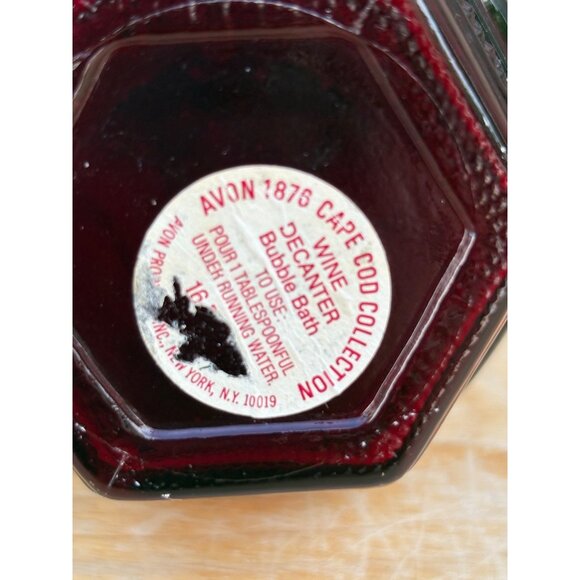 AVON 1876 CAPE COD COLLECTION
WINE
DECANTER
Bubble Bath
TO USE:
POUR 1 TABLESPOONFUL
UNDER RUNNING WATER.
16
AVON INC., NEW YORK, N.Y. 10019